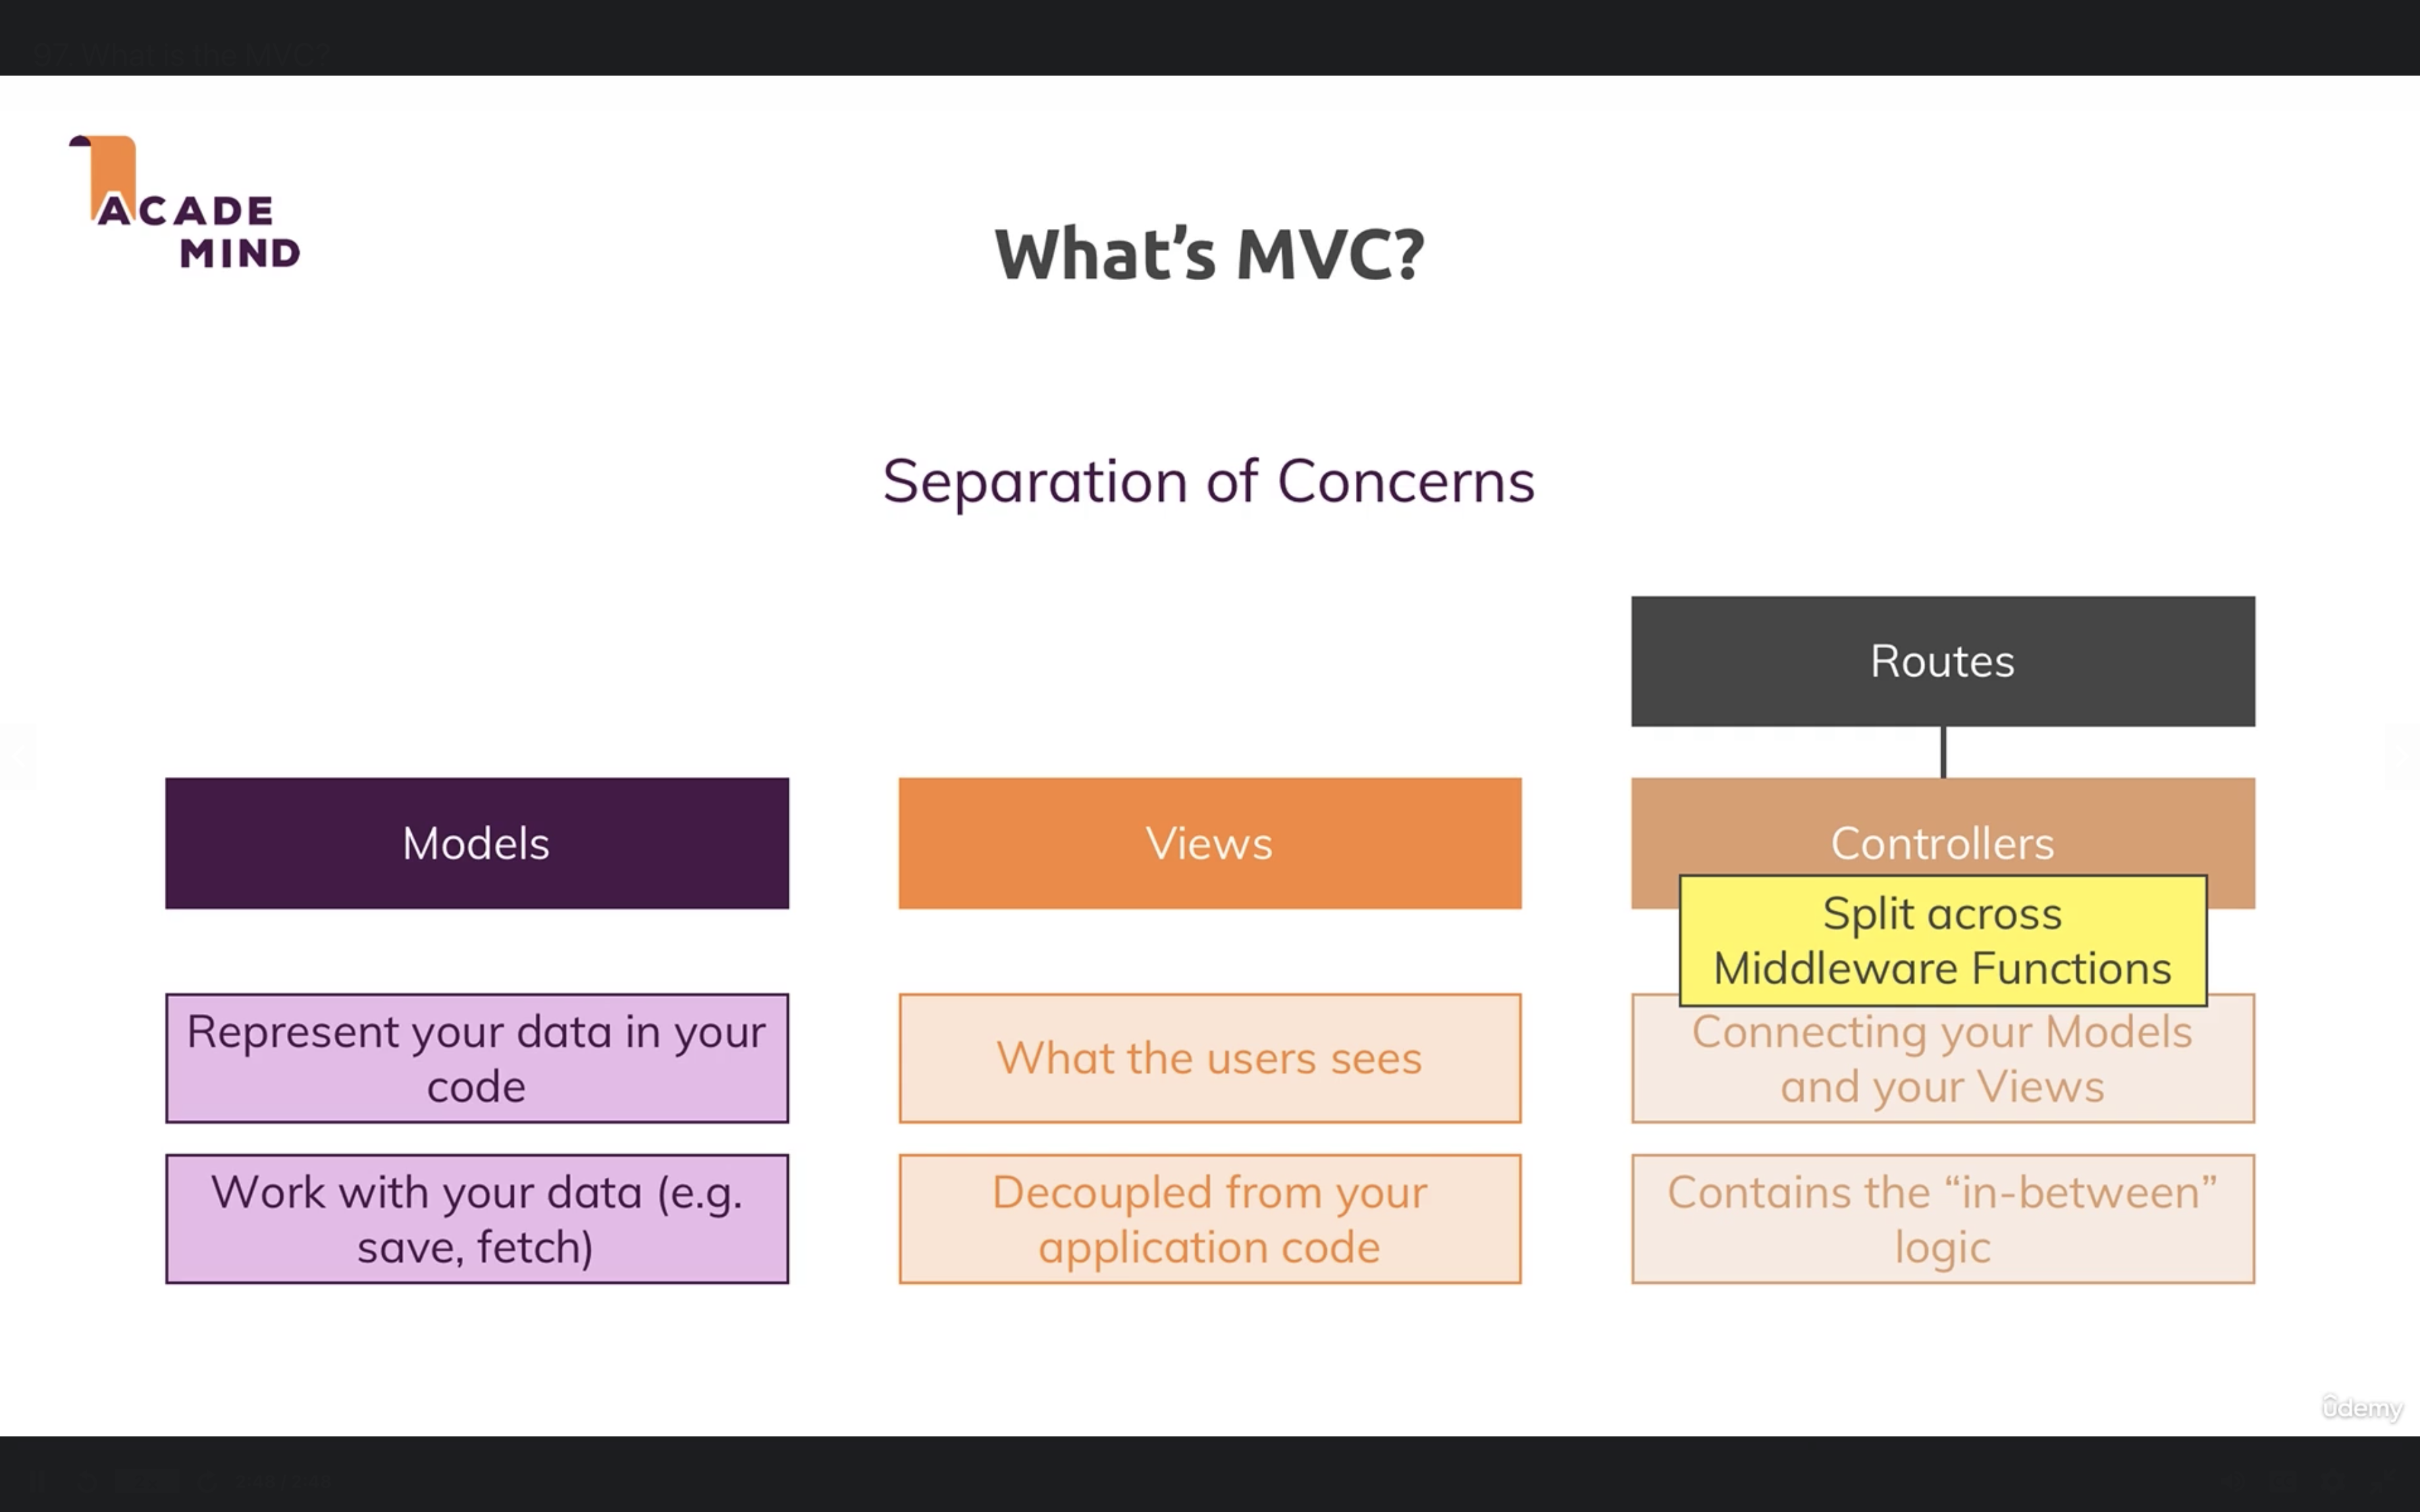 97. What is the MVC?
ACADE
MIND
What's MVC?
Separation of Concerns
Routes
Models
Views
Controllers
Split across
Middleware Functions
Represent your data in your
code
What the users sees
Connecting your Models
and your Views
Work with your data (e.g.
save, fetch)
Decoupled from your
application code
Contains the “in-between”
logic
ûdemy